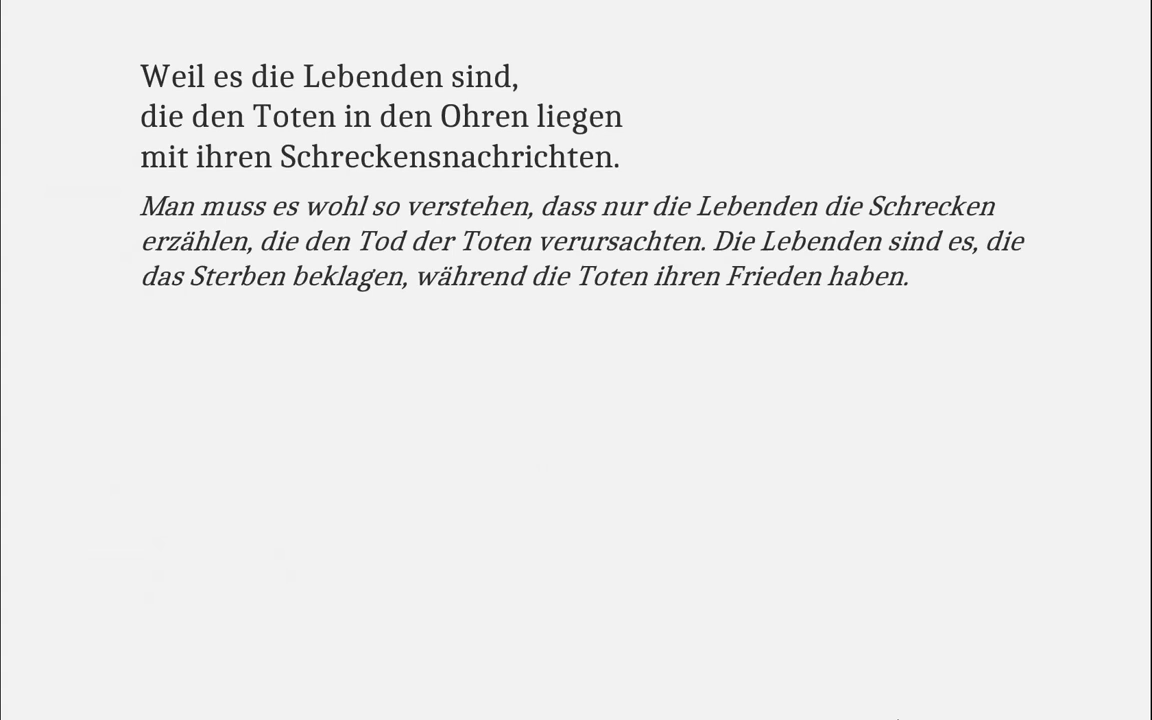 Weil es die Lebenden sind,
die den Toten in den Ohren liegen
mit ihren Schreckensnachrichten.
Man muss es wohl so verstehen, dass nur die Lebenden die Schrecken
erzählen, die den Tod der Toten verursachten. Die Lebenden sind es, die
das Sterben beklagen, während die Toten ihren Frieden haben.